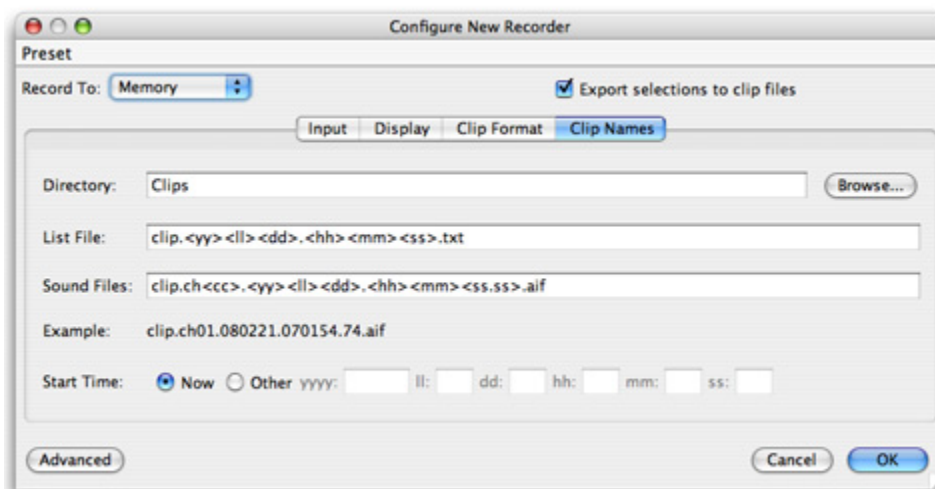 Configure New Recorder
Preset
Record To: Memory Export selections to clip files
Input Display Clip Format Clip Names
Directory: Clips Browse...
List File: clip.<yy><ll><dd>.<hh><mm><ss>.txt
Sound Files: clip.ch<cc>.<yy><ll><dd>.<hh><mm><ss.ss>.aif
Example: clip.ch01.080221.070154.74.aif
Start Time: Now Other yyyy: ll: dd: hh: mm: ss:
Advanced Cancel OK